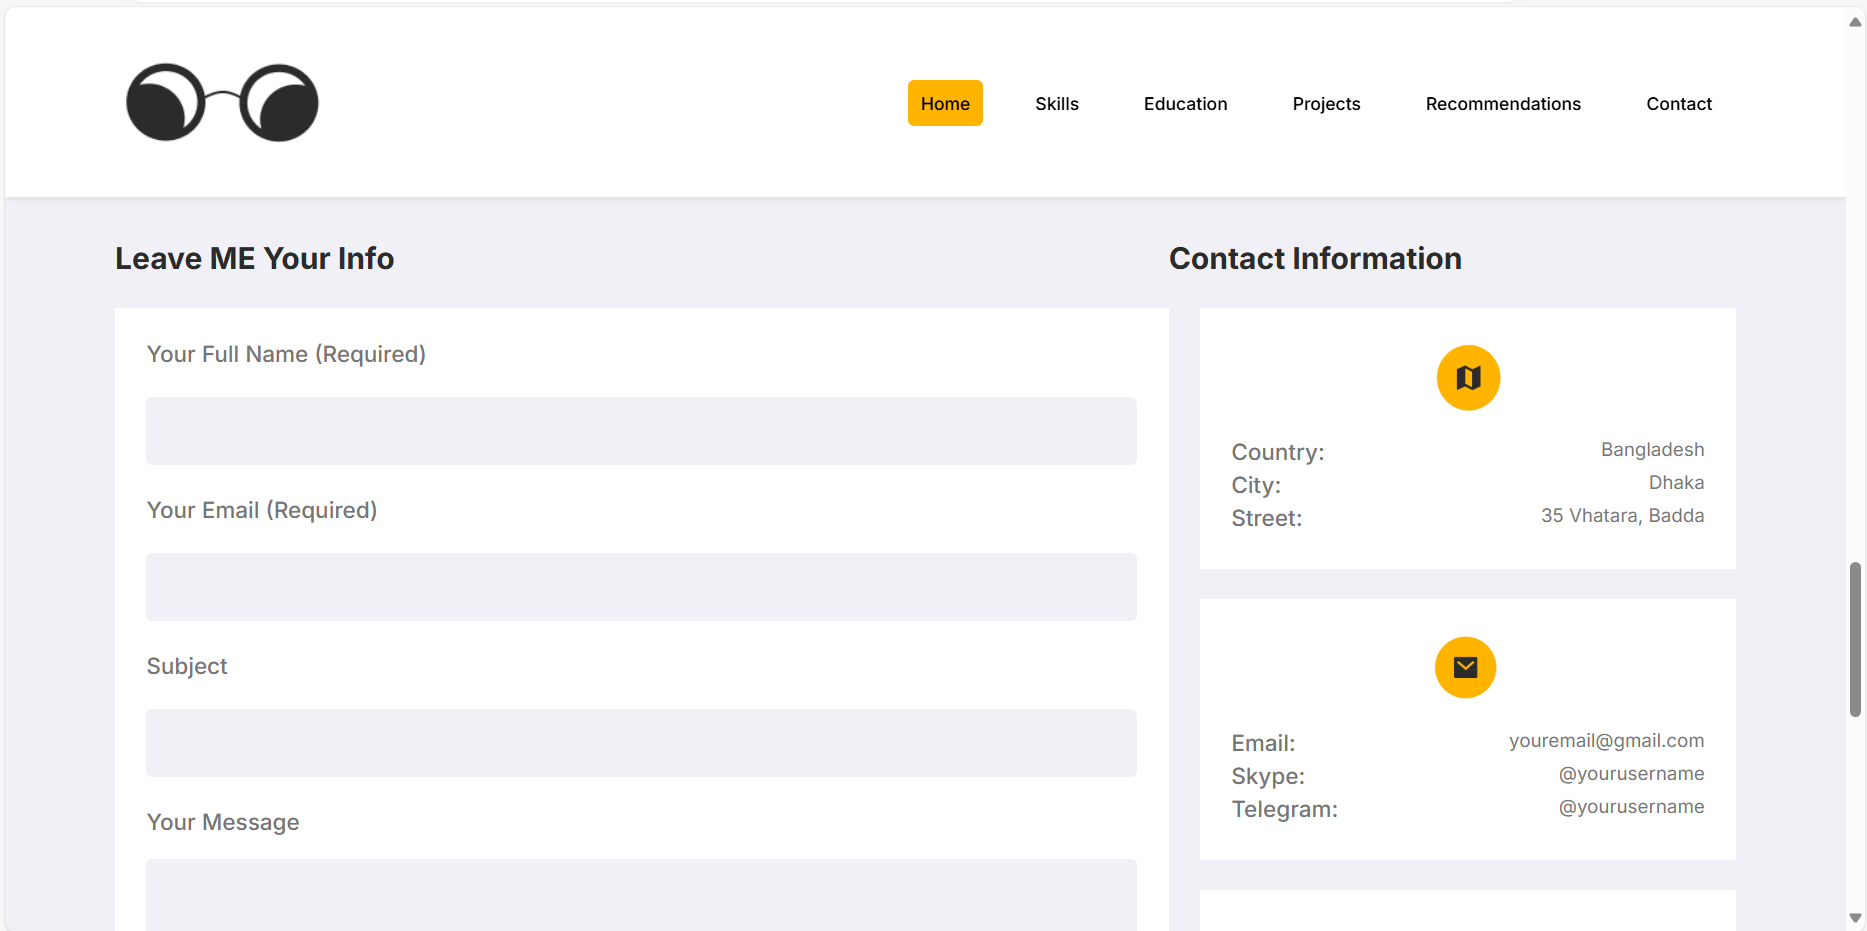 Home Skills Education Projects Recommendations Contact
Leave ME Your Info
Your Full Name (Required)
Your Email (Required)
Subject
Your Message
Contact Information
Country: Bangladesh
City: Dhaka
Street: 35 Vhatara, Badda
Email: youremail@gmail.com
Skype: @yourusername
Telegram: @yourusername